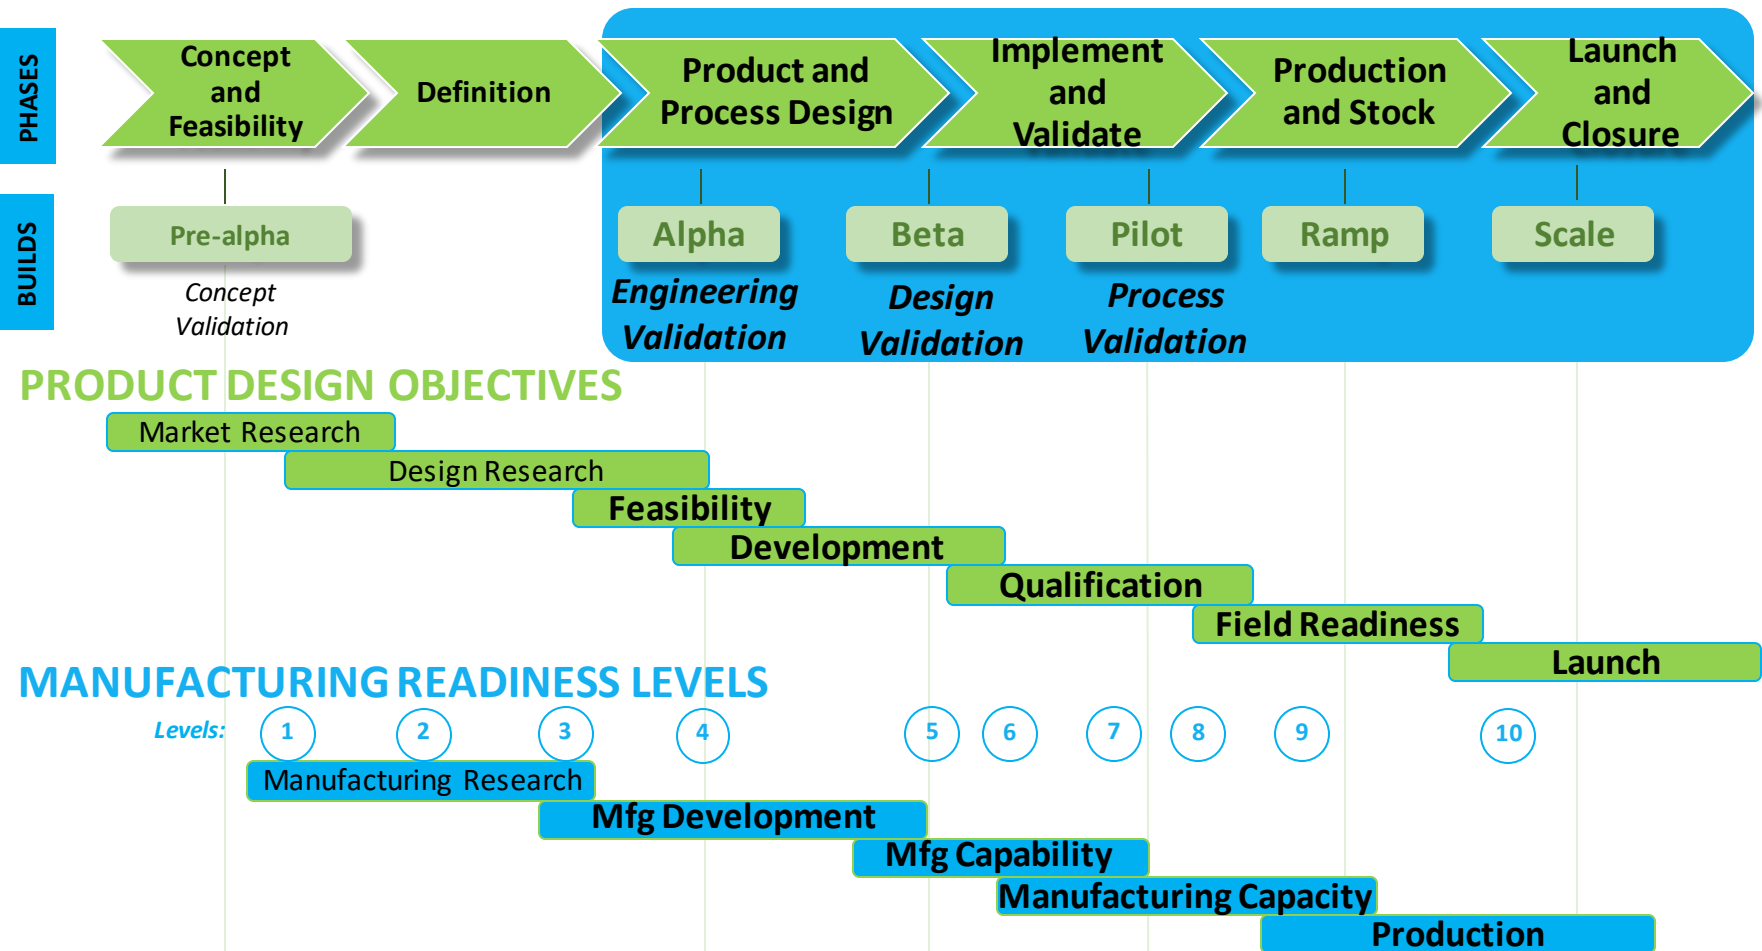 PHASES
Concept
and
Feasibility
Definition
Product and
Process Design
Implement
and
Validate
Production
and Stock
Launch
and
Closure
BUILDS
Pre-alpha
Alpha
Beta
Pilot
Ramp
Scale
Concept
Validation
Engineering
Validation
Design
Validation
Process
Validation
PRODUCT DESIGN OBJECTIVES
Market Research
Design Research
Feasibility
Development
Qualification
Field Readiness
Launch
MANUFACTURING READINESS LEVELS
Levels: 1 2 3 4 5 6 7 8 9 10
Manufacturing Research
Mfg Development
Mfg Capability
Manufacturing Capacity
Production